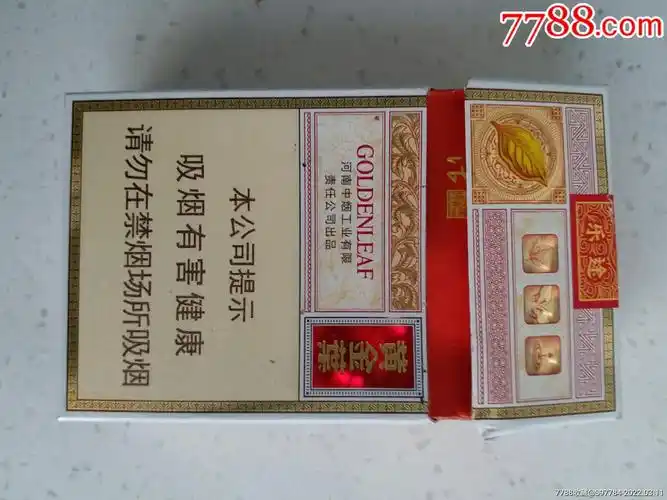 7788.com
本公司提示
吸烟有害健康
请勿在禁烟场所吸烟
GOLDENLEAF
河南中烟工业有限
责任公司出品
黄金葉
乐途